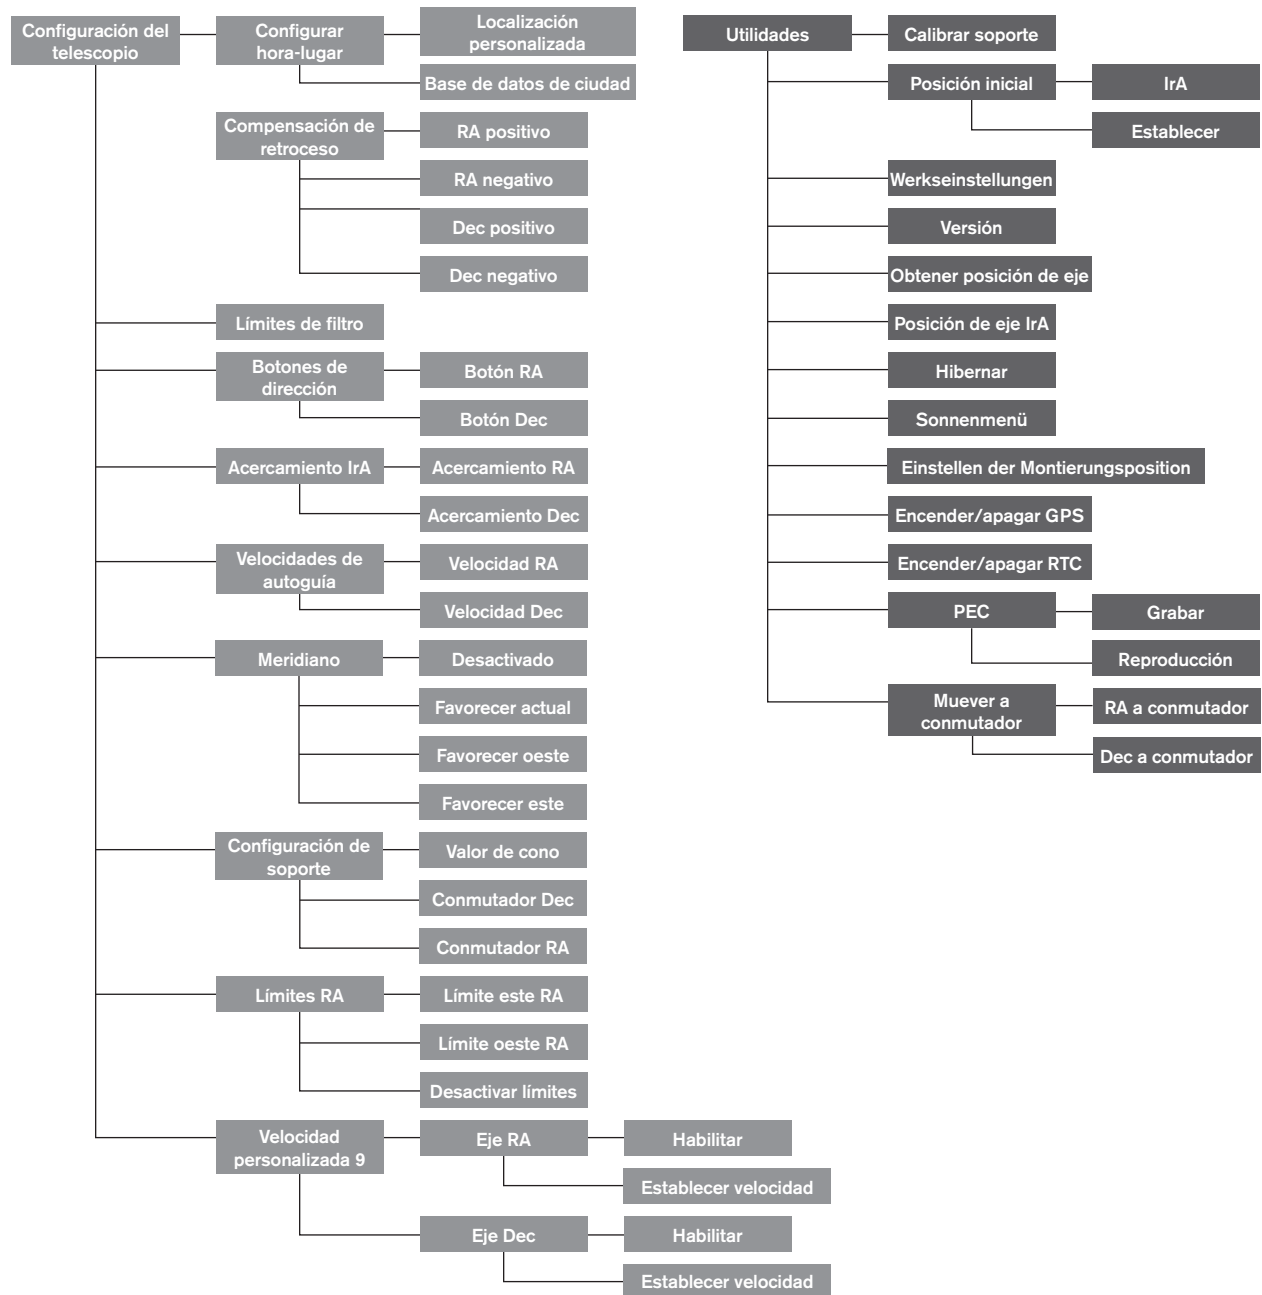 Configuración del
telescopio
Configurar
hora-lugar
Localización
personalizada
Base de datos de ciudad
Compensación de
retroceso
RA positivo
RA negativo
Dec positivo
Dec negativo
Límites de filtro
Botones de
dirección
Botón RA
Botón Dec
Acercamiento IrA
Acercamiento RA
Acercamiento Dec
Velocidades de
autoguía
Velocidad RA
Velocidad Dec
Meridiano
Desactivado
Favorecer actual
Favorecer oeste
Favorecer este
Configuración de
soporte
Valor de cono
Conmutador Dec
Conmutador RA
Límites RA
Límite este RA
Límite oeste RA
Desactivar límites
Velocidad
personalizada 9
Eje RA
Habilitar
Establecer velocidad
Eje Dec
Habilitar
Establecer velocidad
Utilidades
Calibrar soporte
Posición inicial
IrA
Establecer
Werkseinstellungen
Versión
Obtener posición de eje
Posición de eje IrA
Hibernar
Sonnenmenü
Einstellen der Montierungsposition
Encender/apagar GPS
Encender/apagar RTC
PEC
Grabar
Reproducción
Muever a
conmutador
RA a conmutador
Dec a conmutador